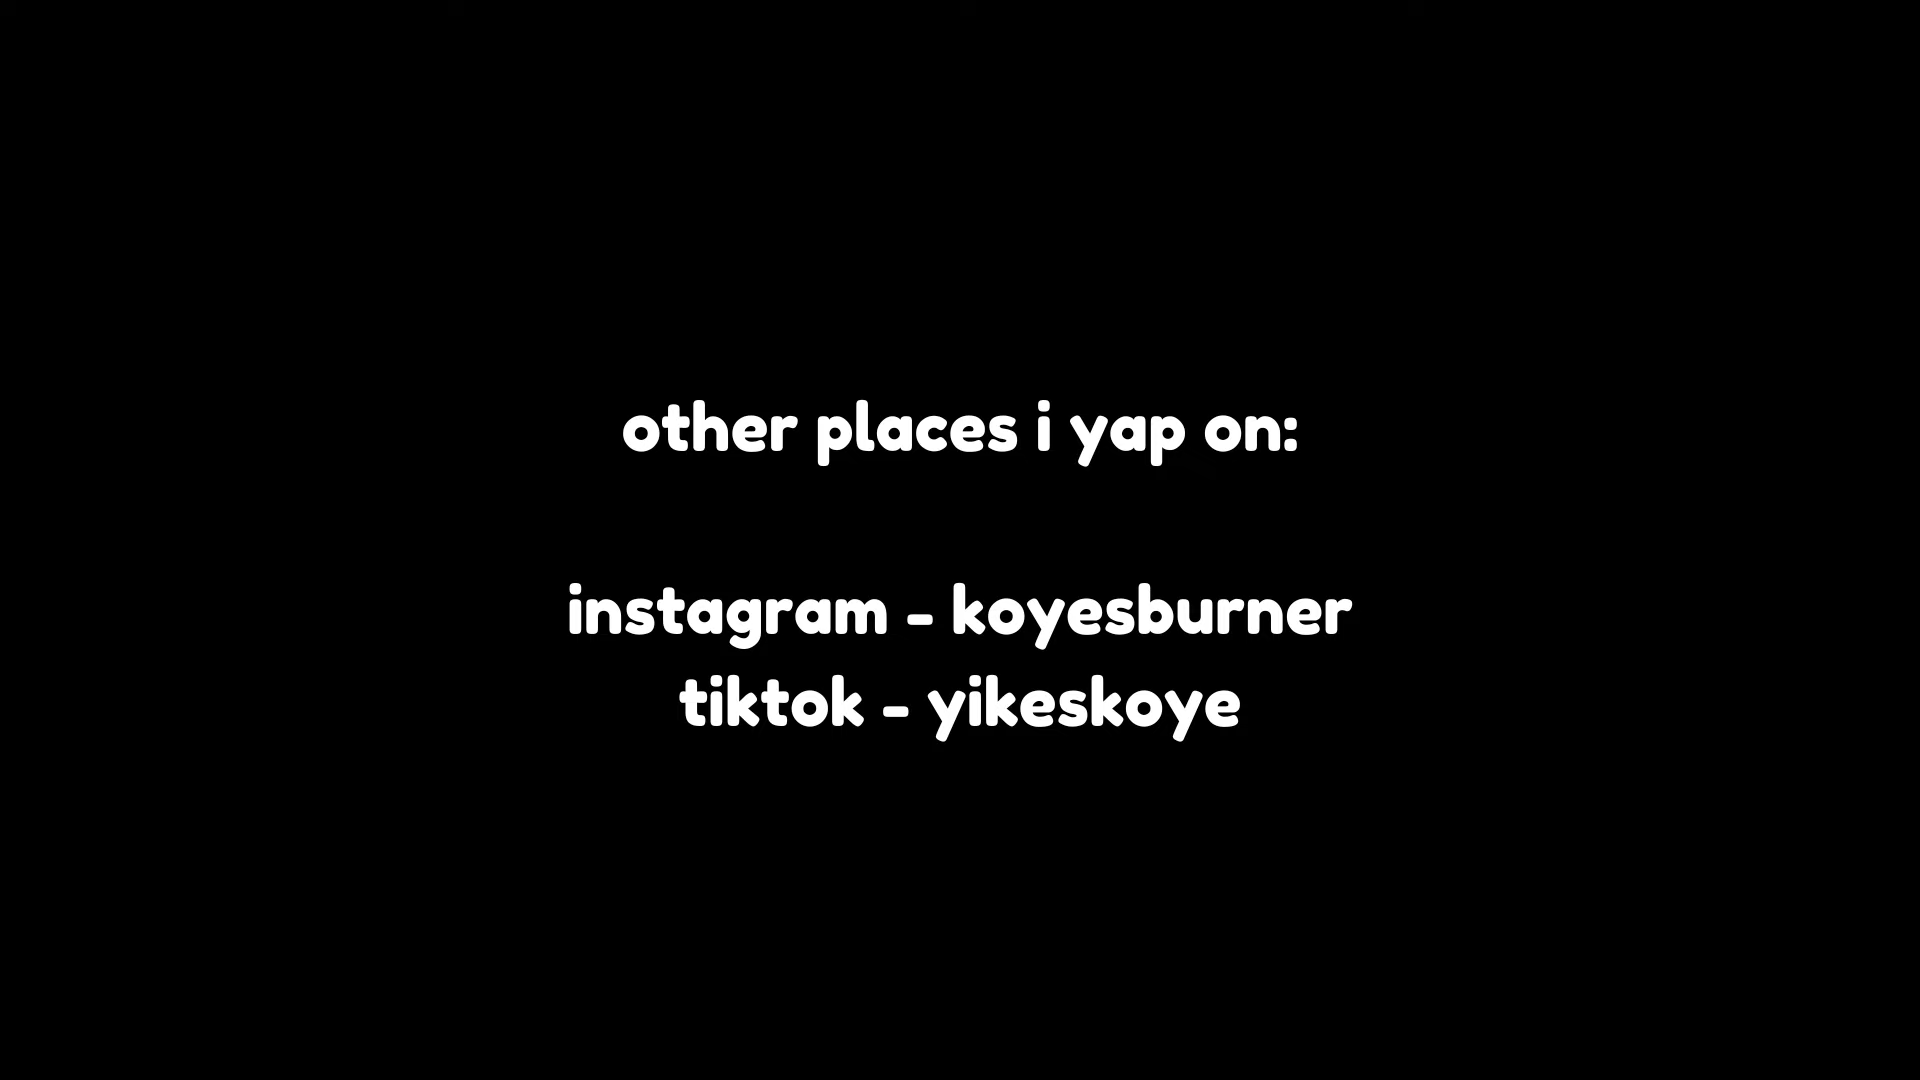 other places i yap on:
instagram - koyesburner
tiktok - yikeskoye